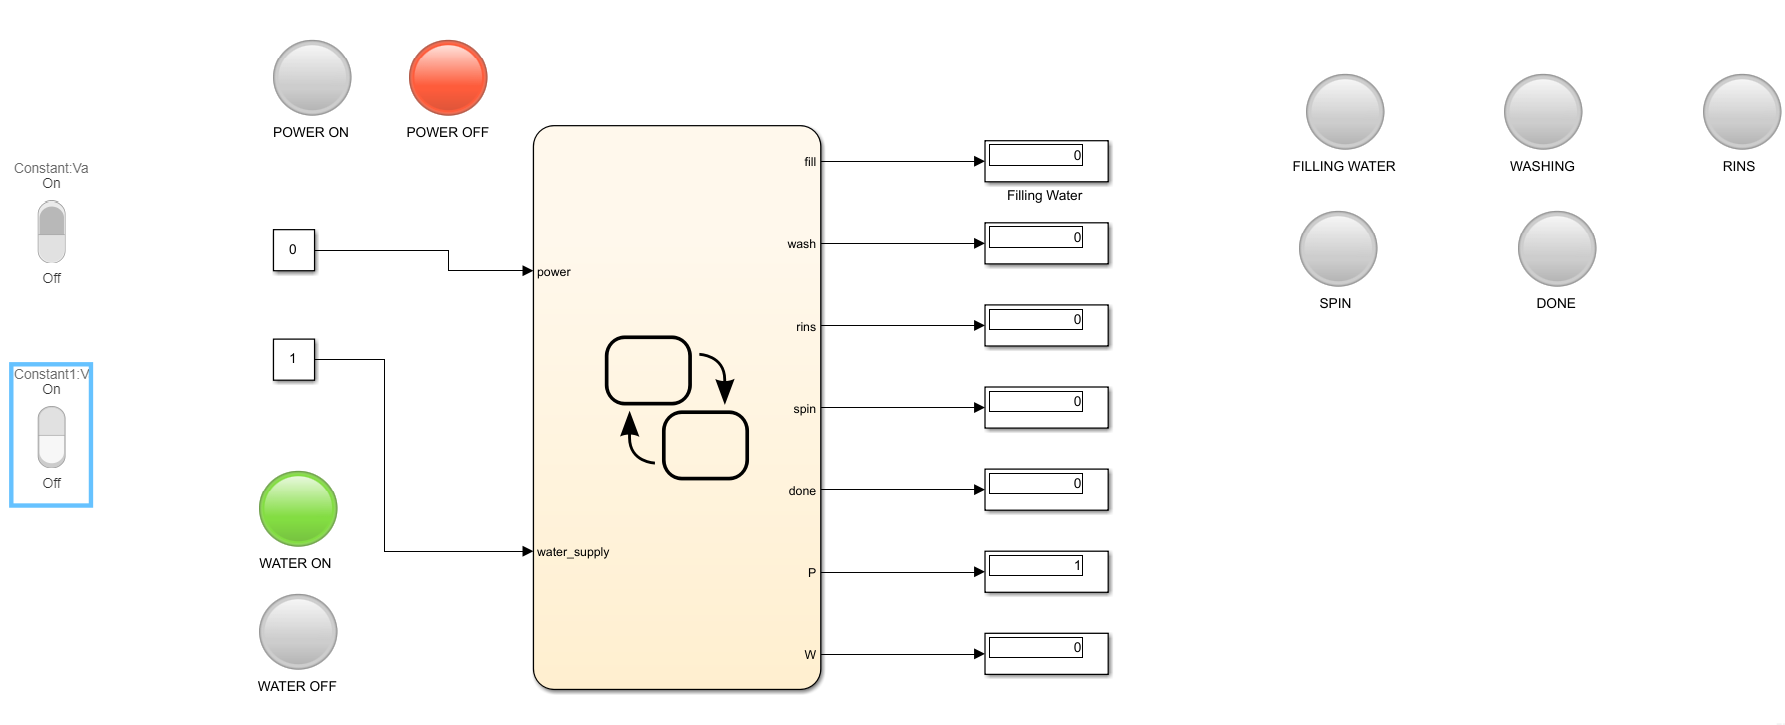 POWER ON
POWER OFF
Constant:Va
On
Off
0
1
Constant1:V
On
Off
WATER ON
WATER OFF
power
water_supply
fill
wash
rins
spin
done
P
W
0
Filling Water
0
0
0
0
1
0
FILLING WATER
WASHING
RINS
SPIN
DONE